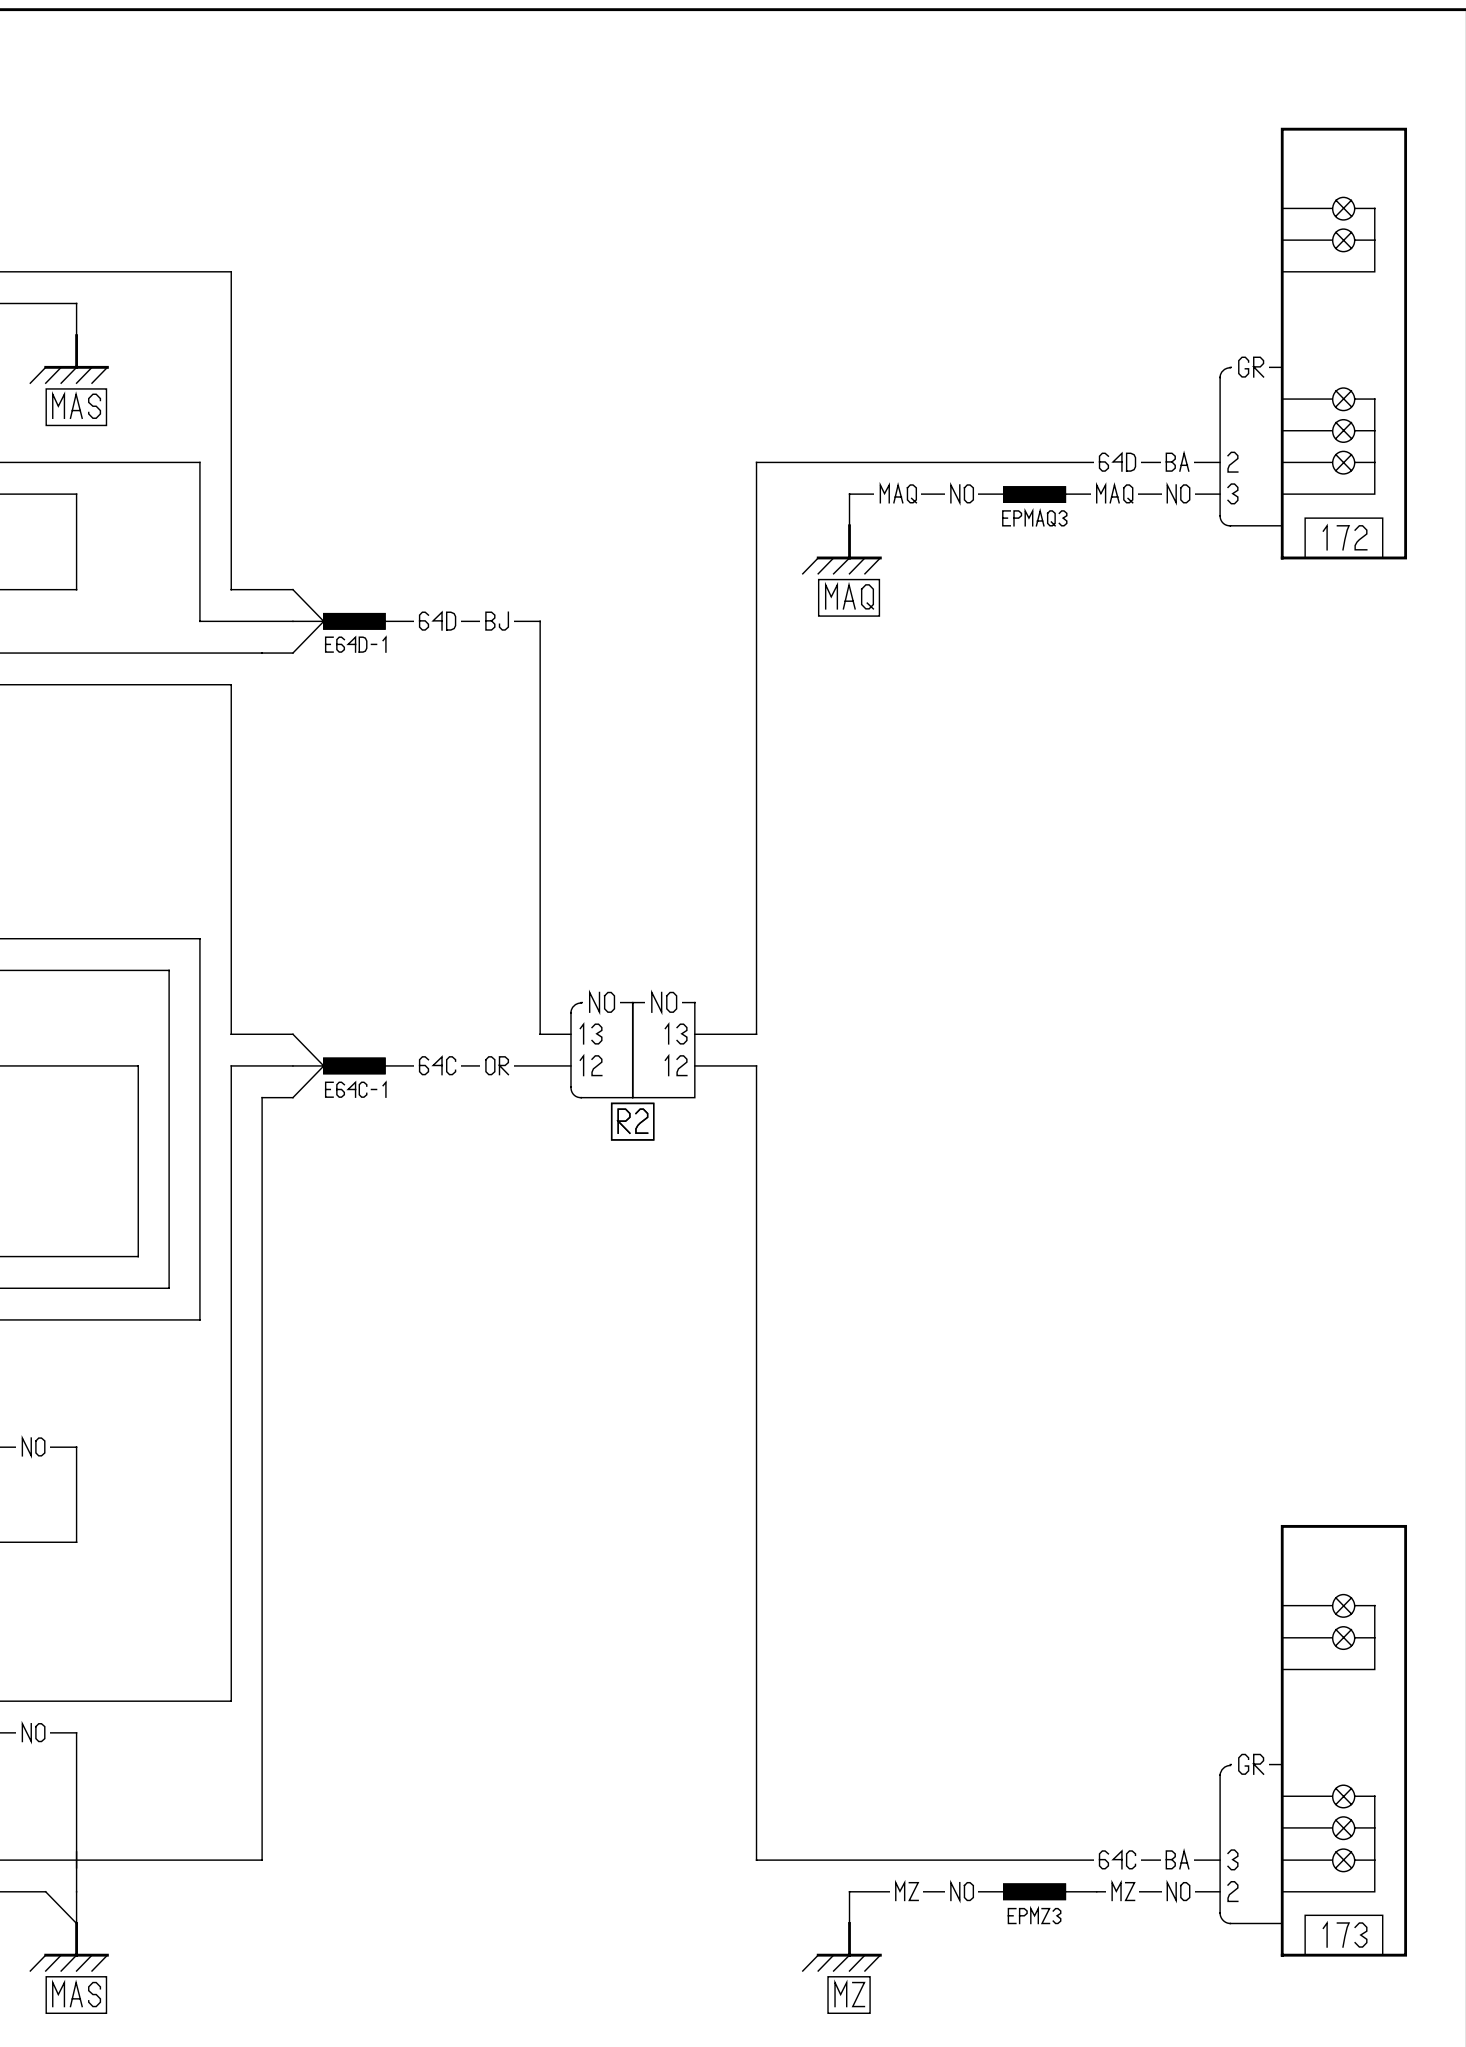 GR
MAS
64D BA 2
MAQ NO MAQ NO 3
EPMAQ3
172
MAQ
64D BJ
E64D-1
NO NO
13 13
64C OR 12 12
E64C-1
R2
NO
NO
GR
64C BA 3
MZ NO MZ NO 2
EPMZ3
173
MAS
MZ